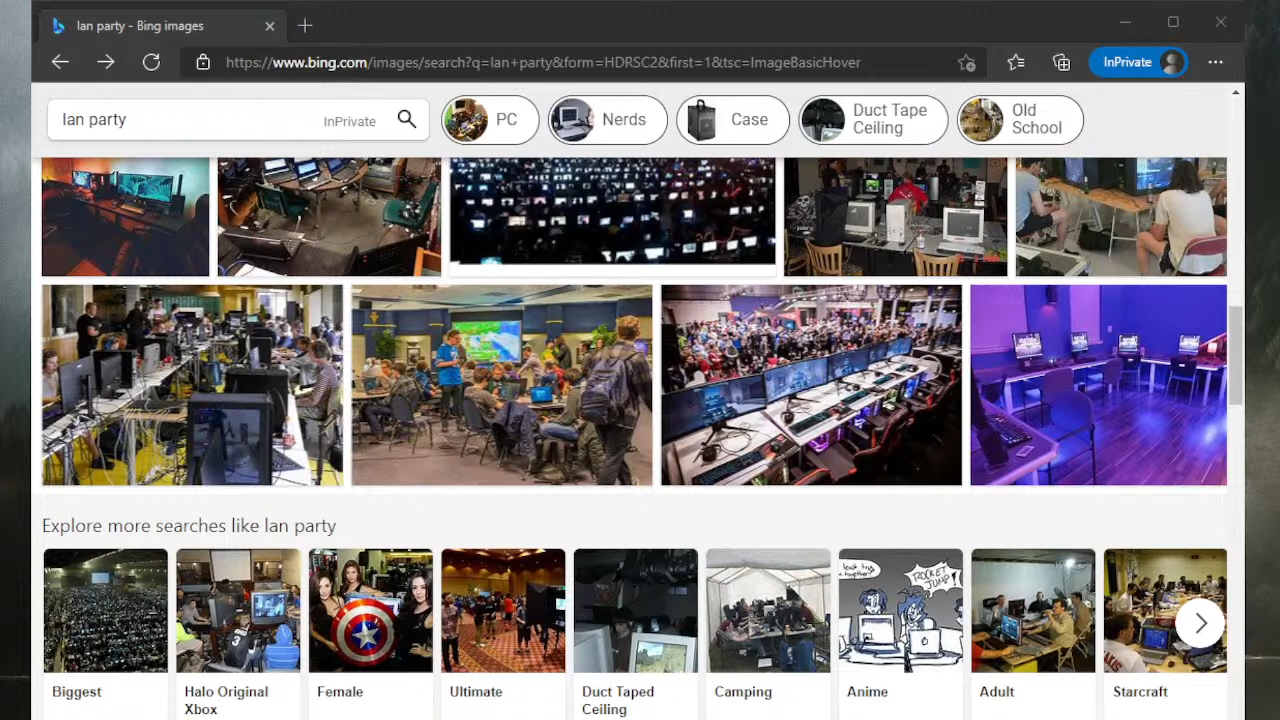 lan party - Bing images
https://www.bing.com/images/search?q=lan+party&form=HDRSC2&first=1&tsc=ImageBasicHover
InPrivate
lan party
InPrivate
PC
Nerds
Case
Duct Tape
Ceiling
Old
School
Explore more searches like lan party
ROCKET
JUMP!
Biggest
Halo Original
Xbox
Female
Ultimate
Duct Taped
Ceiling
Camping
Anime
Adult
Starcraft